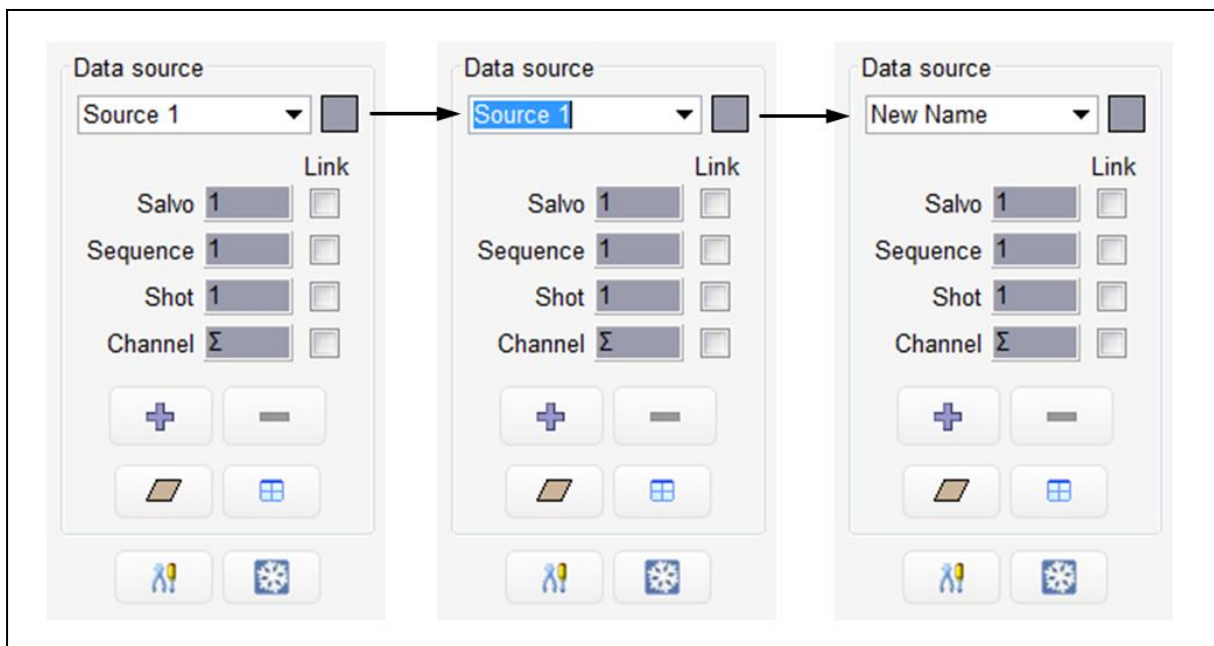 Data source
Source 1
Link
Salvo 1
Sequence 1
Shot 1
Channel Σ
Data source
Source 1
Link
Salvo 1
Sequence 1
Shot 1
Channel Σ
Data source
New Name
Link
Salvo 1
Sequence 1
Shot 1
Channel Σ